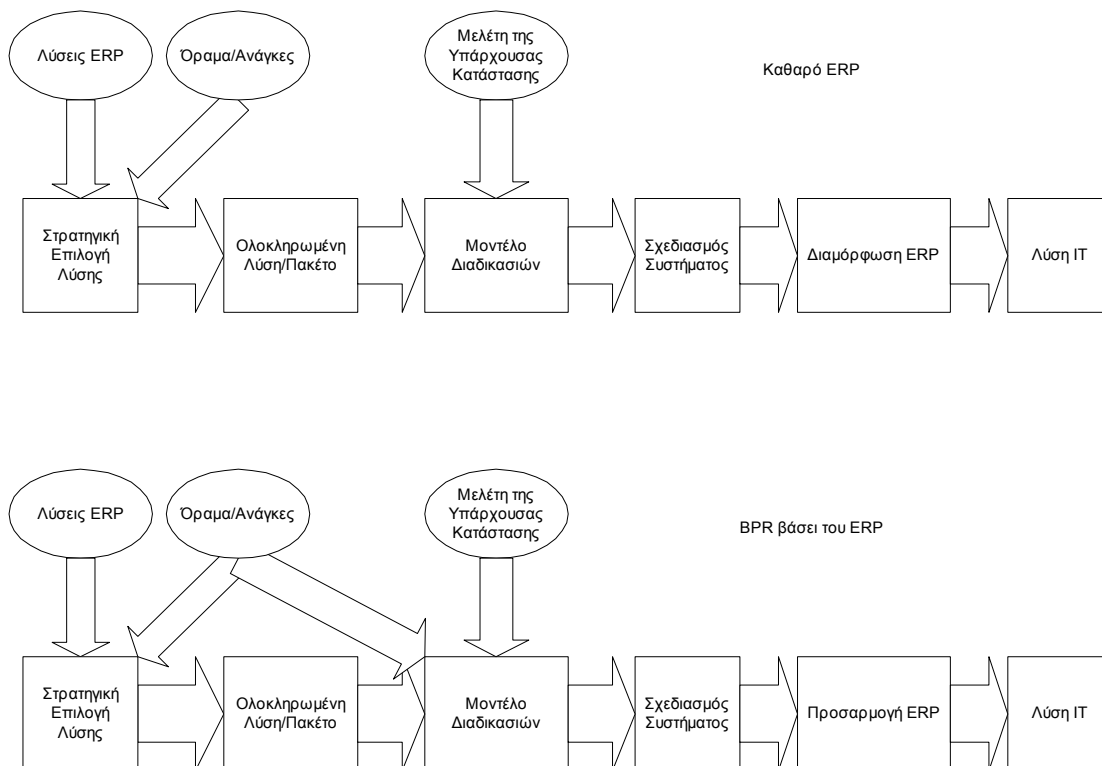 Λύσεις ERP
Όραμα/Ανάγκες
Μελέτη της
Υπάρχουσας
Κατάστασης
Καθαρό ERP
Στρατηγική
Επιλογή
Λύσης
Ολοκληρωμένη
Λύση/Πακέτο
Μοντέλο
Διαδικασιών
Σχεδιασμός
Συστήματος
Διαμόρφωση ERP
Λύση IT
Λύσεις ERP
Όραμα/Ανάγκες
Μελέτη της
Υπάρχουσας
Κατάστασης
BPR βάσει του ERP
Στρατηγική
Επιλογή
Λύσης
Ολοκληρωμένη
Λύση/Πακέτο
Μοντέλο
Διαδικασιών
Σχεδιασμός
Συστήματος
Προσαρμογή ERP
Λύση IT